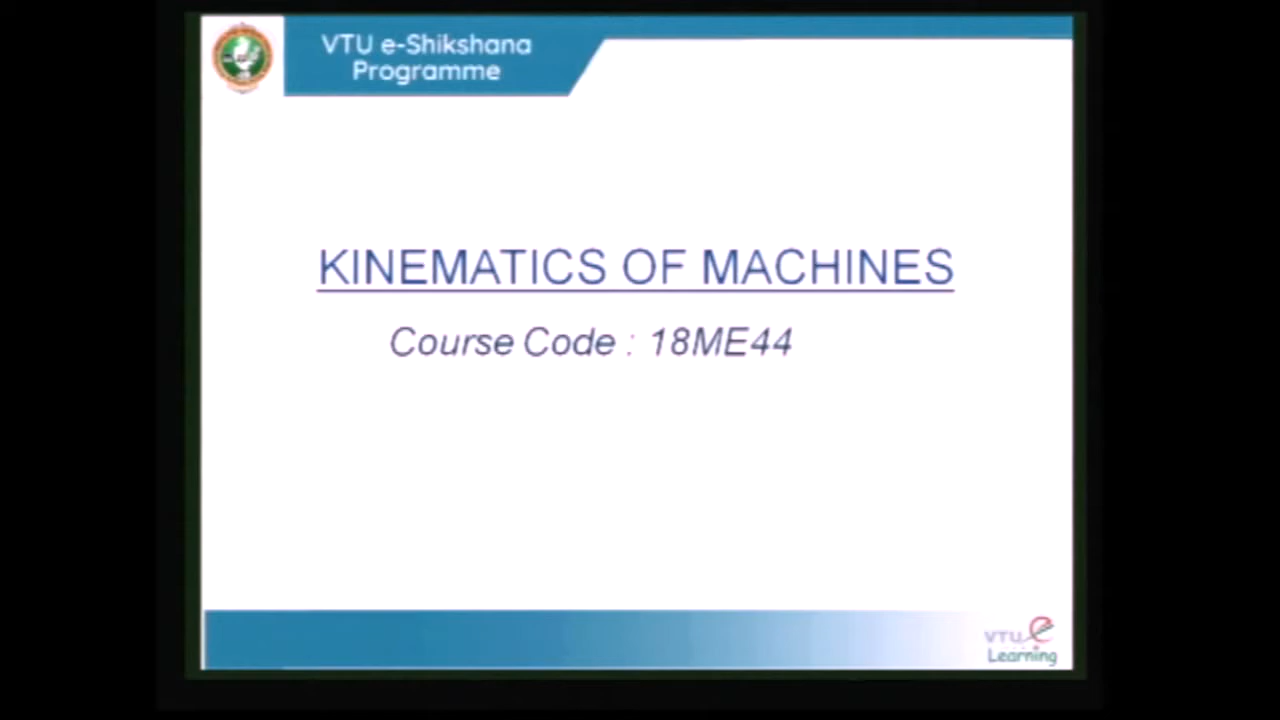 VTU e-Shikshana
Programme
KINEMATICS OF MACHINES
Course Code : 18ME44
VTU e
Learning